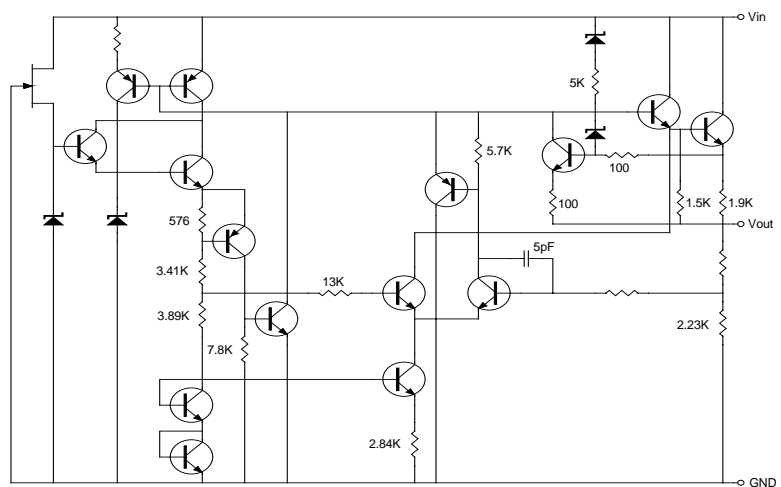 Vin
5K
5.7K
100
100
1.5K
1.9K
Vout
576
5pF
3.41K
13K
3.89K
2.23K
7.8K
2.84K
GND